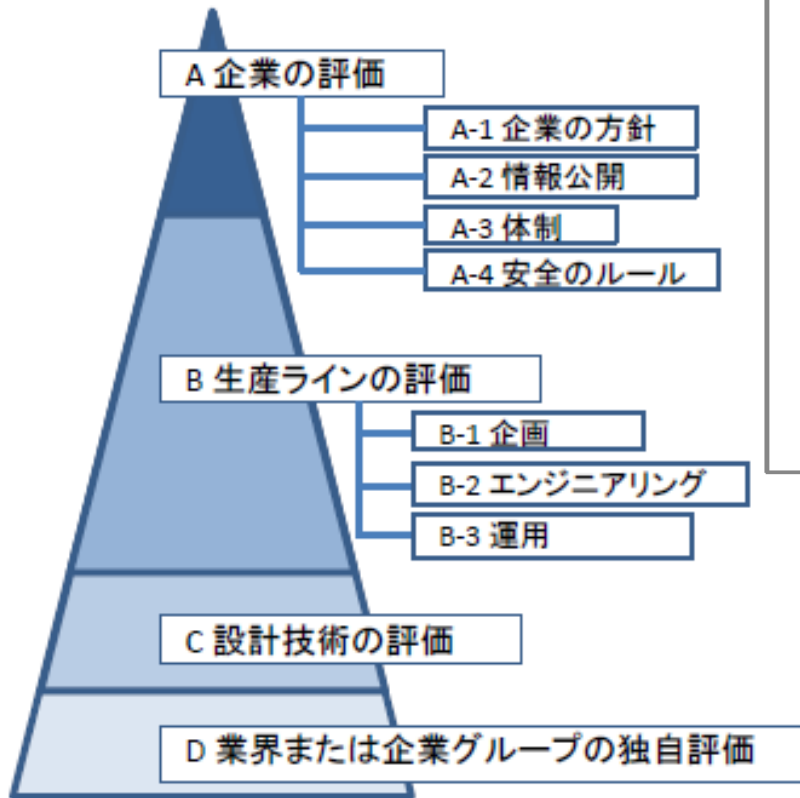 A 企業の評価
A-1 企業の方針
A-2 情報公開
A-3 体制
A-4 安全のルール
B 生産ラインの評価
B-1 企画
B-2 エンジニアリング
B-3 運用
C 設計技術の評価
D 業界または企業グループの独自評価